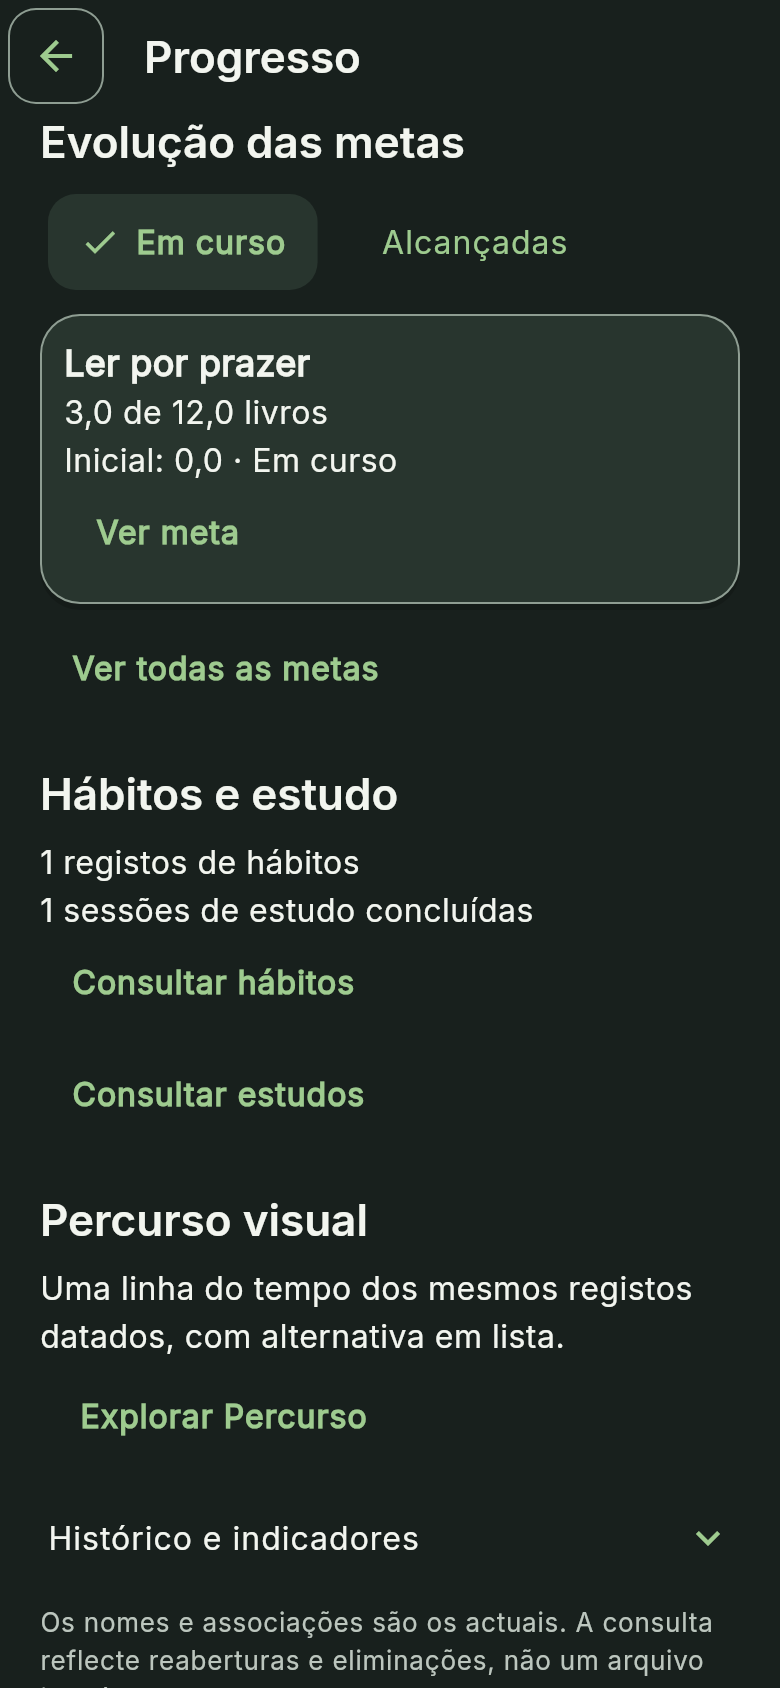 Progresso
Evolução das metas
Em curso
Alcançadas
Ler por prazer
3,0 de 12,0 livros
Inicial: 0,0 · Em curso
Ver meta
Ver todas as metas
Hábitos e estudo
1 registos de hábitos
1 sessões de estudo concluídas
Consultar hábitos
Consultar estudos
Percurso visual
Uma linha do tempo dos mesmos registos
datados, com alternativa em lista.
Explorar Percurso
Histórico e indicadores
Os nomes e associações são os actuais. A consulta
reflecte reaberturas e eliminações, não um arquivo